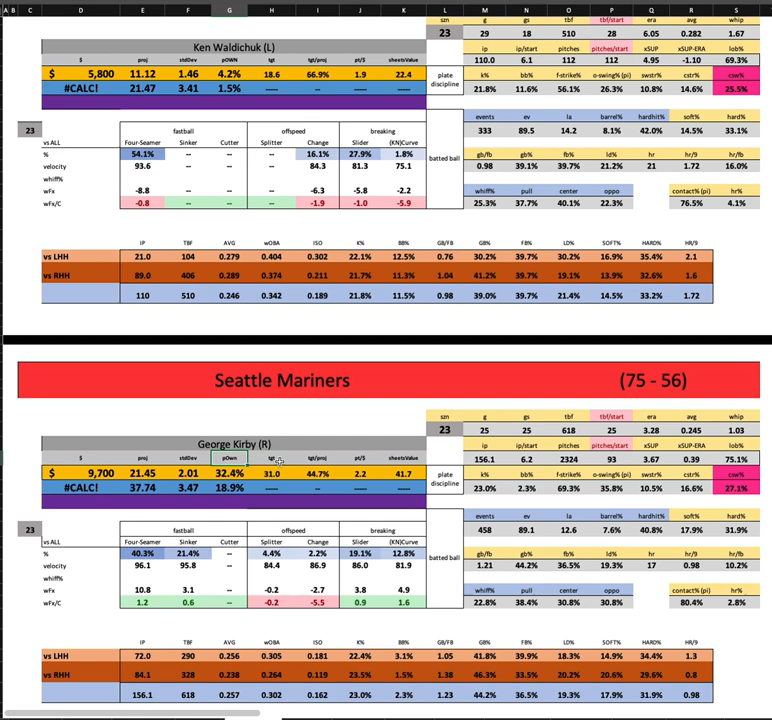 A B C D E F G H I J K L M N O P Q R S
szn g gs tbf tbf/start era avg whip
23 29 18 510 28 6.05 0.282 1.67
Ken Waldichuk (L) ip ip/start pitches pitches/start xSUP xSUP-ERA lob%
$ proj stdDev pOWN tgt tgt/proj pt/$ sheetsValue 110.0 6.1 112 112 4.95 -1.10 69.3%
$ 5,800 11.12 1.46 4.2% 18.6 66.9% 1.9 22.4 plate discipline k% bb% f-strike% o-swing% (pi) swstr% cstr% csw%
#CALC! 21.47 3.41 1.5% ---- ---- -- ---- 21.8% 11.6% 56.1% 26.3% 10.8% 14.6% 25.5%
events ev la barrel% hardhit% soft% hard%
23 fastball offspeed breaking 333 89.5 14.2 8.1% 42.0% 14.5% 33.1%
vs ALL Four-Seamer Sinker Cutter Splitter Change Slider (KN)Curve batted ball
% 54.1% -- -- -- 16.1% 27.9% 1.8% gb/fb gb% fb% ld% hr hr/9 hr/fb
velocity 93.6 -- -- -- 84.3 81.3 75.1 0.98 39.1% 39.7% 21.2% 21 1.72 16.0%
whiff%
wFx -8.8 -- -- -- -6.3 -5.8 -2.2 whiff% pull center oppo contact% (pi) hr%
wFx/C -0.8 -- -- -- -1.9 -1.0 -5.9 25.3% 37.7% 40.1% 22.3% 76.5% 4.1%
IP TBF AVG wOBA ISO K% BB% GB/FB GB% FB% LD% SOFT% HARD% HR/9
vs LHH 21.0 104 0.279 0.404 0.302 22.1% 12.5% 0.76 30.2% 39.7% 30.2% 16.9% 35.4% 2.1
vs RHH 89.0 406 0.289 0.374 0.211 21.7% 11.3% 1.04 41.2% 39.7% 19.1% 13.9% 32.6% 1.6
110 510 0.246 0.342 0.189 21.8% 11.5% 0.98 39.0% 39.7% 21.4% 14.5% 33.2% 1.72
Seattle Mariners (75 - 56)
szn g gs tbf tbf/start era avg whip
23 25 25 618 25 3.28 0.245 1.03
George Kirby (R) ip ip/start pitches pitches/start xSUP xSUP-ERA lob%
$ proj stdDev pOwn tgt tgt/proj pt/$ sheetsValue 156.1 6.2 2324 93 3.67 0.39 75.1%
$ 9,700 21.45 2.01 32.4% 31.0 44.7% 2.2 41.7 plate discipline k% bb% f-strike% o-swing% (pi) swstr% cstr% csw%
#CALC! 37.74 3.47 18.9% ---- ---- -- ---- 23.0% 2.3% 69.3% 35.8% 10.5% 16.6% 27.1%
events ev la barrel% hardhit% soft% hard%
23 fastball offspeed breaking 458 89.1 12.6 7.6% 40.8% 17.9% 31.9%
vs ALL Four-Seamer Sinker Cutter Splitter Change Slider (KN)Curve batted ball
% 40.3% 21.4% -- 4.4% 2.2% 19.1% 12.8% gb/fb gb% fb% ld% hr hr/9 hr/fb
velocity 96.1 95.8 -- 84.4 86.9 86.0 81.9 1.21 44.2% 36.5% 19.3% 17 0.98 10.2%
whiff%
wFx 10.8 3.1 -- -0.2 -2.7 3.8 4.9 whiff% pull center oppo contact% (pi) hr%
wFx/C 1.2 0.6 -- -0.2 -5.5 0.9 1.6 22.8% 38.4% 30.8% 30.8% 80.4% 2.8%
IP TBF AVG wOBA ISO K% BB% GB/FB GB% FB% LD% SOFT% HARD% HR/9
vs LHH 72.0 290 0.256 0.305 0.181 22.4% 3.1% 1.05 41.8% 39.9% 18.3% 14.9% 34.4% 1.3
vs RHH 84.1 328 0.238 0.264 0.119 23.5% 1.5% 1.38 46.3% 33.5% 20.2% 20.6% 29.6% 0.8
156.1 618 0.257 0.302 0.162 23.0% 2.3% 1.23 44.2% 36.5% 19.3% 17.9% 31.9% 0.98